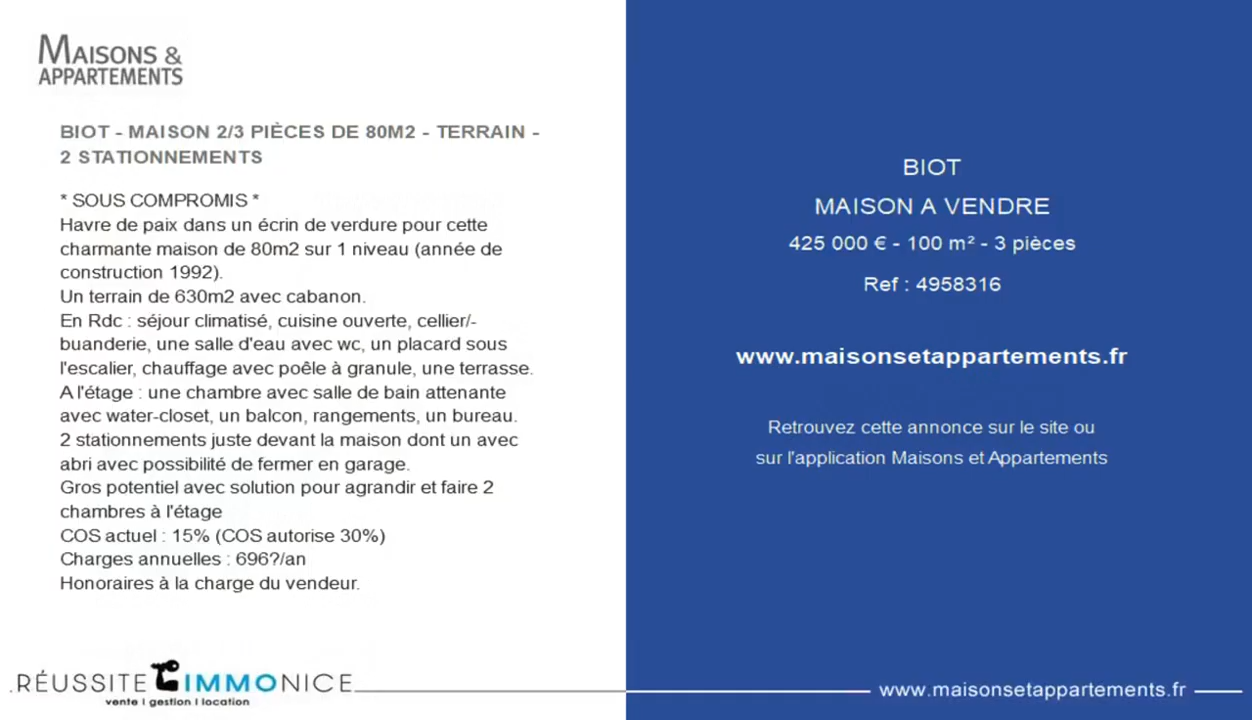 MAISONS &
APPARTEMENTS
BIOT - MAISON 2/3 PIÈCES DE 80M2 - TERRAIN -
2 STATIONNEMENTS
* SOUS COMPROMIS *
Havre de paix dans un écrin de verdure pour cette
charmante maison de 80m2 sur 1 niveau (année de
construction 1992).
Un terrain de 630m2 avec cabanon.
En Rdc : séjour climatisé, cuisine ouverte, cellier/-
buanderie, une salle d'eau avec wc, un placard sous
l'escalier, chauffage avec poêle à granule, une terrasse.
A l'étage : une chambre avec salle de bain attenante
avec water-closet, un balcon, rangements, un bureau.
2 stationnements juste devant la maison dont un avec
abri avec possibilité de fermer en garage.
Gros potentiel avec solution pour agrandir et faire 2
chambres à l'étage
COS actuel : 15% (COS autorise 30%)
Charges annuelles : 696?/an
Honoraires à la charge du vendeur.
.RÉUSSITE IMMONICE
vente | gestion | location
BIOT
MAISON A VENDRE
425 000 € - 100 m² - 3 pièces
Ref : 4958316
www.maisonsetappartements.fr
Retrouvez cette annonce sur le site ou
sur l'application Maisons et Appartements
www.maisonsetappartements.fr